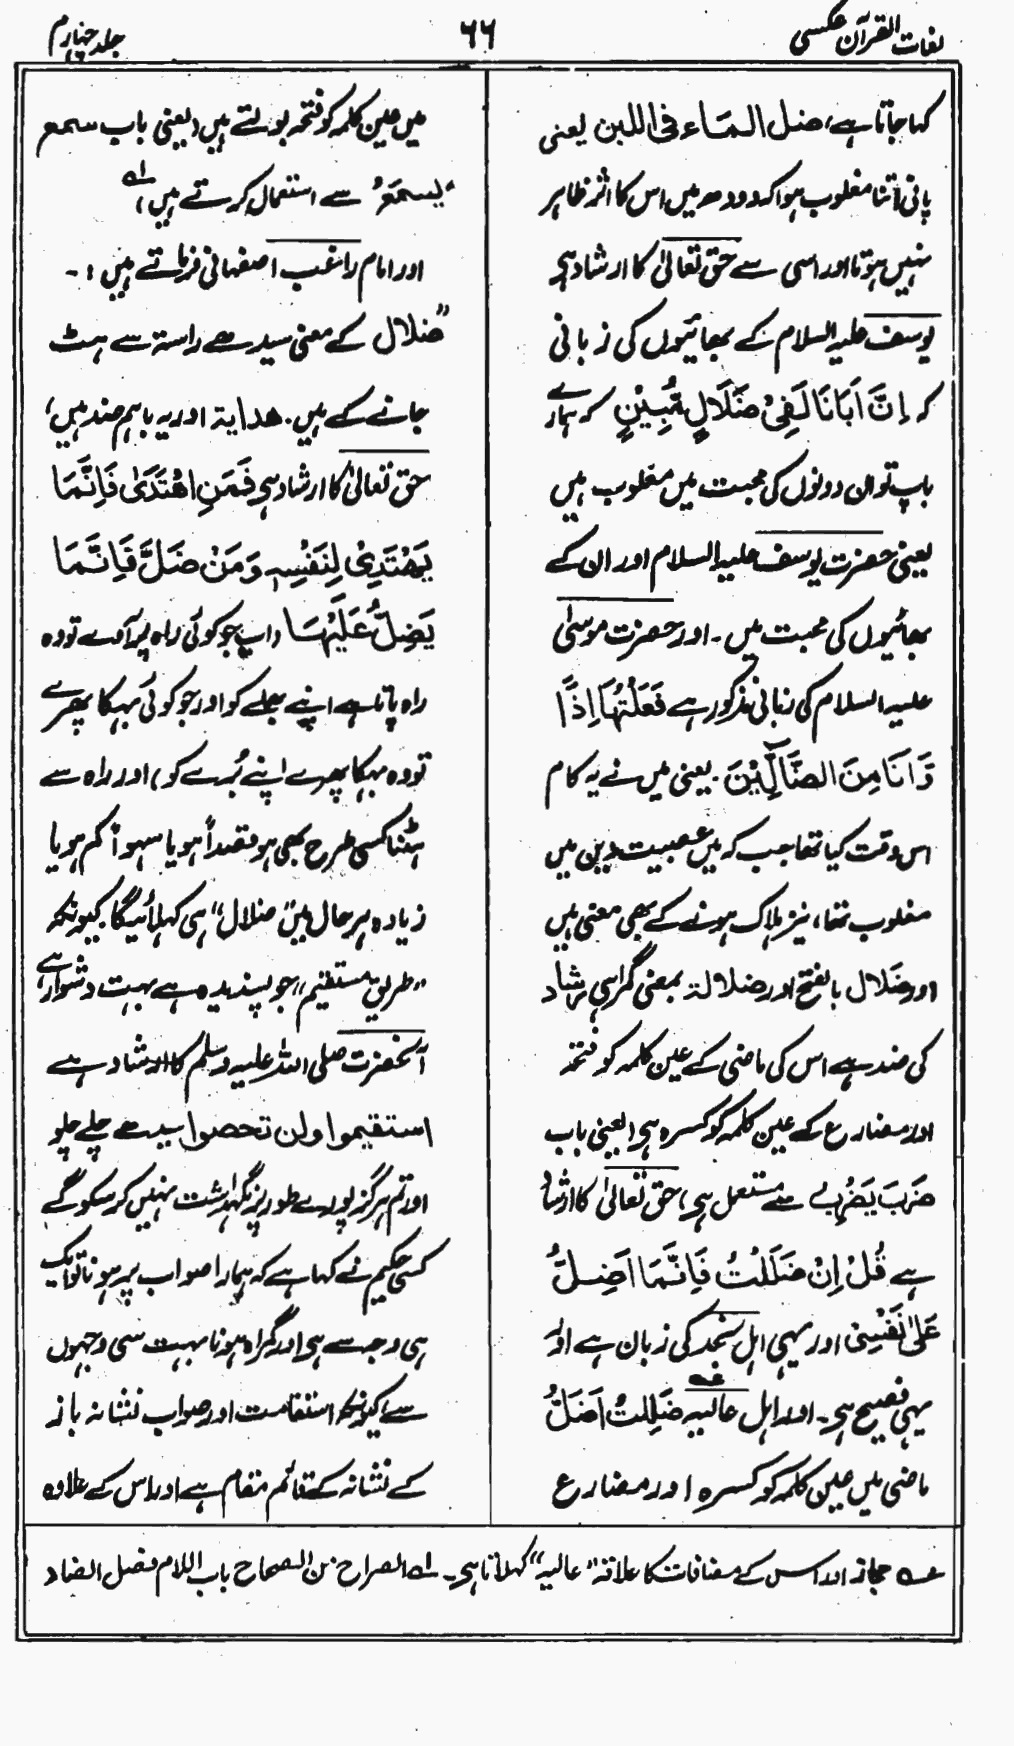 لغات القرآن عکسی
۶۶
جلد چہارم
کہا جاتا ہے، ضل الماء فی اللبن یعنی
پانی اتنا مغلوب ہوا کہ دودھ میں اس کا اثر ظاہر
نہیں ہوتا اور اسی سے حق تعالیٰ کا ارشاد ہے
یوسف علیہ السلام کے بھائیوں کی زبانی
کہ اِنَّ اَبَانَا لَفِیْ ضَلَالٍ مُّبِیْنٍ کہ ہمارے
باپ تو ان دونوں کی محبت میں مغلوب ہیں
یعنی حضرت یوسف علیہ السلام اور ان کے
بھائیوں کی محبت میں۔ اور حضرت موسیٰ
علیہ السلام کی زبانی مذکور ہے فَعَلْتُهَا اِذًا
وَّ اَنَا مِنَ الضَّآلِّیْنَ۔ یعنی میں نے یہ کام
اس وقت کیا تھا جب کہ میں عصبیت دین میں
مغلوب تھا، نیز ہلاک ہونے کے بھی معنی ہیں
اور ضَلال بالفتح اور ضلالۃ بمعنی گمراہی رشاد
کی ضد ہے اس کی ماضی کے عین کلمہ کو فتحہ
اور مضارع کے عین کلمہ کو کسرہ ہے (یعنی باب
ضَرَبَ یَضْرِبُ سے مستعمل ہے) حق تعالیٰ کا ارشاد
ہے قُلْ اِنْ ضَلَلْتُ فَاِنَّمَا اَضِلُّ
عَلٰی نَفْسِیْ اور یہی اہل نجد کی زبان ہے اور
یہی فصیح ہے۔ اور اہل عالیہ عہ ضَلِلتُ اَضَلُّ
ماضی میں عین کلمہ کو کسرہ اور مضارع
میں عین کلمہ کو فتحہ بولتے ہیں (یعنی باب سمع
یسمَعُ سے استعمال کرتے ہیں) لہ
اور امام راغب اصفہانی فرماتے ہیں :۔
”ضلال کے معنی سیدھے راستہ سے ہٹ
جانے کے ہیں۔ ھدایۃ اور یہ باہم ضد ہیں،
حق تعالیٰ کا ارشاد ہے فَمَنِ اهْتَدٰی فَاِنَّمَا
یَهْتَدِیْ لِنَفْسِهٖ وَمَنْ ضَلَّ فَاِنَّمَا
یَضِلُّ عَلَیْهَا (اب جو کوئی راہ پر آوے تو وہ
راہ پاتا ہے اپنے بھلے کو اور جو کوئی بہکا پھرے
تو وہ بہکا پھرے اپنے بُرے کو) اور راہ سے
ہٹنا کسی طرح بھی ہو قصداً ہو یا سہواً کم ہو یا
زیادہ بہر حال میں ”ضلال“ ہی کہلائیگا۔ کیونکہ
”طریق مستقیم“ جو پسندیدہ ہے بہت دشوار ہے
آنحضرت صلی اللہ علیہ وسلم کا ارشاد ہے
استقیموا ولن تحصوا سیدھے چلے چلو
اور تم ہرگز پورے طور پر نگہداشت نہیں کر سکو گے
کسی حکیم نے کہا ہے کہ ہمارا صواب پر ہونا تو ایک
ہی وجہ سے ہے اور گمراہ ہونا بہت سی وجہوں
سے، کیونکہ استقامت اور صواب نشانہ باز
کے نشانہ کے قائم مقام ہے اور اس کے علاوہ
عہ حجاز اور اس کے مضافات کا علاقہ ”عالیہ“ کہلاتا ہے۔ لہ الصراح من الصحاح باب اللام فصل الضاد